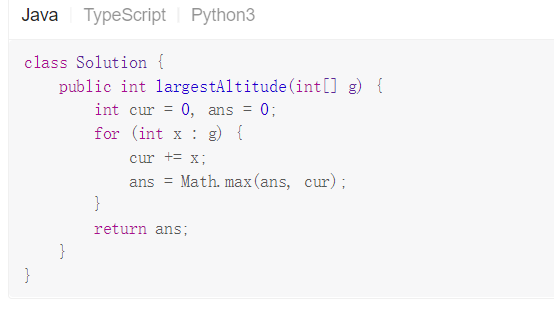 Java TypeScript Python3
class Solution {
    public int largestAltitude(int[] g) {
        int cur = 0, ans = 0;
        for (int x : g) {
            cur += x;
            ans = Math.max(ans, cur);
        }
        return ans;
    }
}